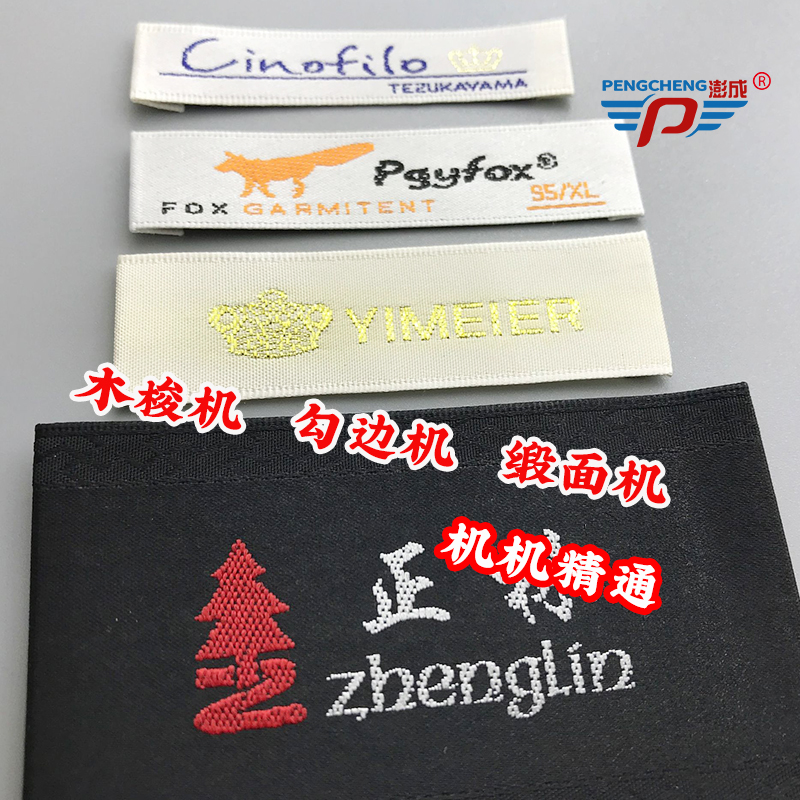 Cinofilo
TEZUKAYAMA
PENGCHENG澎成®
Pgyfox®
FOX GARMITENT
95/XL
YIMEIER
木梭机 勾边机 缎面机
机机精通
正
zhenglin